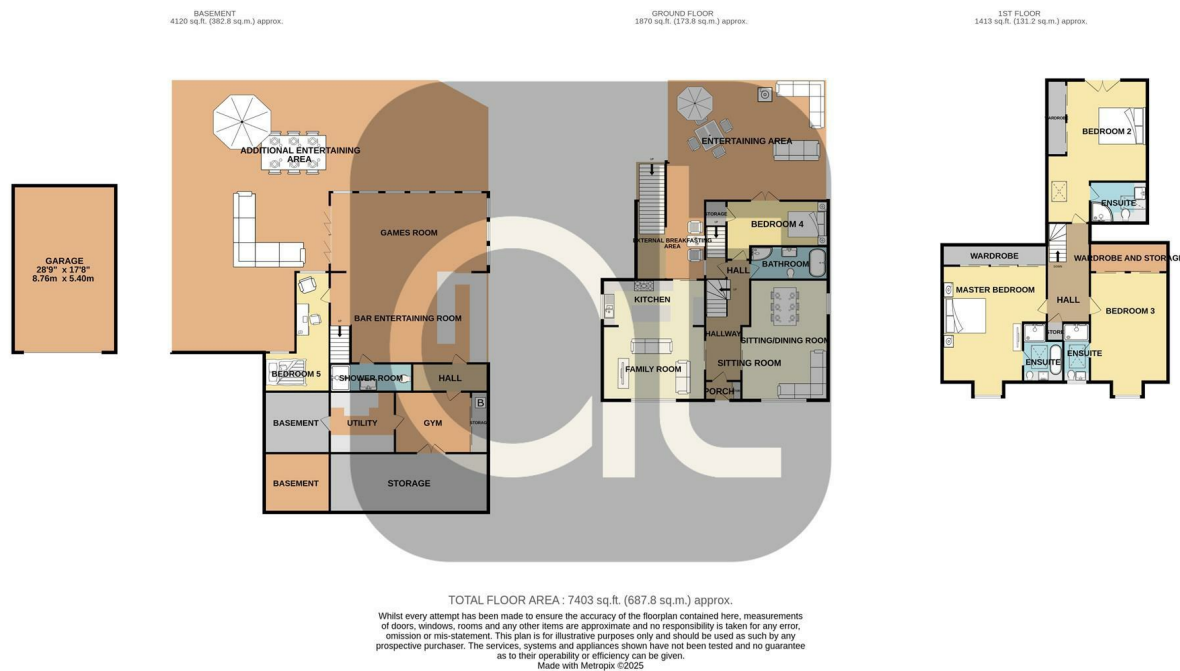 BASEMENT
4120 sq.ft. (382.8 sq.m.) approx.
GROUND FLOOR
1870 sq.ft. (173.8 sq.m.) approx.
1ST FLOOR
1413 sq.ft. (131.2 sq.m.) approx.
GARAGE
28'9" x 17'8"
8.76m x 5.40m
ADDITIONAL ENTERTAINING
AREA
GAMES ROOM
BAR ENTERTAINING ROOM
BEDROOM 5
SHOWER ROOM
HALL
BASEMENT
UTILITY
GYM
B
STORAGE
BASEMENT
STORAGE
ENTERTAINING AREA
STORAGE
BEDROOM 4
EXTERNAL BREAKFASTING
AREA
HALL
BATHROOM
KITCHEN
HALLWAY
SITTING/DINING ROOM
FAMILY ROOM
SITTING ROOM
PORCH
WARDROBE
BEDROOM 2
ENSUITE
WARDROBE
WARDROBE AND STORAGE
MASTER BEDROOM
HALL
BEDROOM 3
STORE
ENSUITE
ENSUITE
ait
TOTAL FLOOR AREA : 7403 sq.ft. (687.8 sq.m.) approx.
Whilst every attempt has been made to ensure the accuracy of the floorplan contained here, measurements
of doors, windows, rooms and any other items are approximate and no responsibility is taken for any error,
omission or mis-statement. This plan is for illustrative purposes only and should be used as such by any
prospective purchaser. The services, systems and appliances shown have not been tested and no guarantee
as to their operability or efficiency can be given.
Made with Metropix ©2025